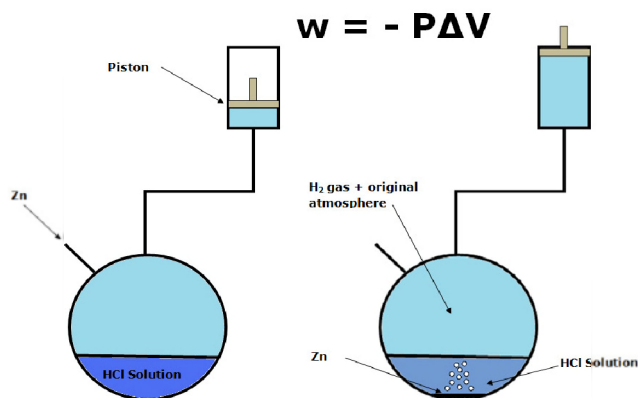 w = - PΔV
Piston
Zn
HCl Solution
H₂ gas + original
atmosphere
Zn
HCl Solution